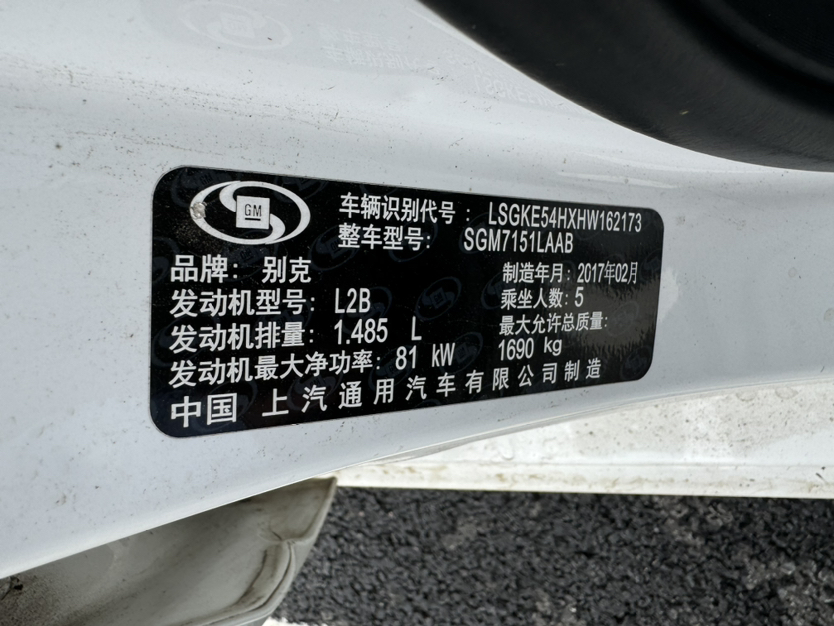 GM
车辆识别代号：LSGKE54HXHW162173
整车型号：SGM7151LAAB
品牌：别克
制造年月：2017年02月
发动机型号：L2B
乘坐人数：5
发动机排量：1.485 L
最大允许总质量：
1690 kg
发动机最大净功率：81 kW
中国 上汽通用汽车有限公司制造